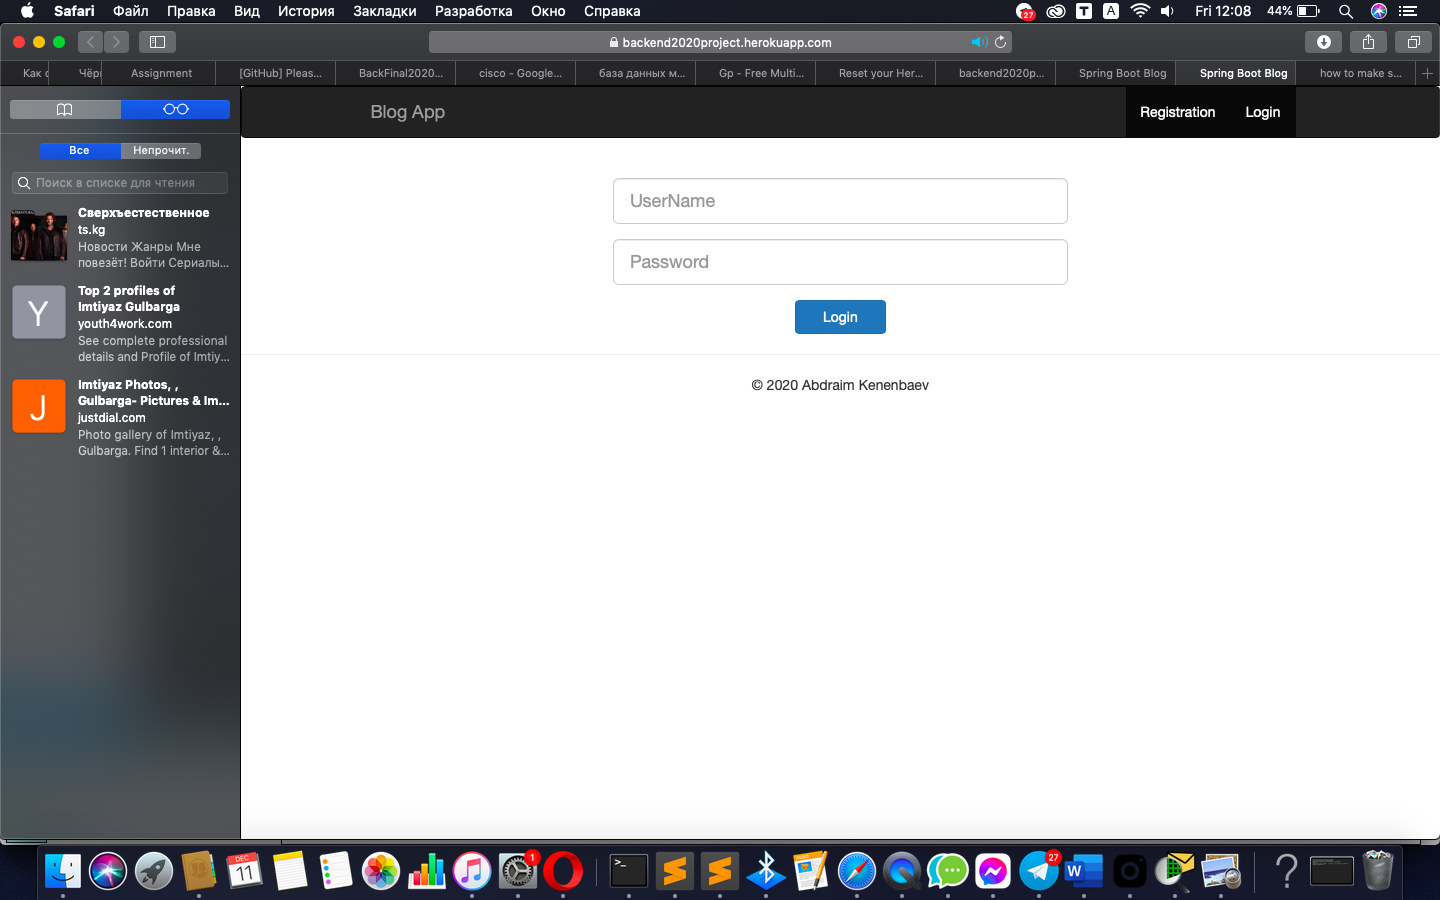 Safari Файл Правка Вид История Закладки Разработка Окно Справка 27 T A Fri 12:08 44%
backend2020project.herokuapp.com
Как Чёр Assignment [GitHub] Pleas... BackFinal2020... cisco - Google... база данных м... Gp - Free Multi... Reset your Her... backend2020p... Spring Boot Blog Spring Boot Blog how to make s... +
Blog App Registration Login
Все Непрочит.
Поиск в списке для чтения
Сверхъестественное
ts.kg
Новости Жанры Мне
повезёт! Войти Сериалы...
Y
Top 2 profiles of
Imtiyaz Gulbarga
youth4work.com
See complete professional
details and Profile of Imtiy...
J
Imtiyaz Photos, ,
Gulbarga- Pictures & Im...
justdial.com
Photo gallery of Imtiyaz, ,
Gulbarga. Find 1 interior &...
UserName
Password
Login
© 2020 Abdraim Kenenbaev
DEC
11
1
>_
27
W
?